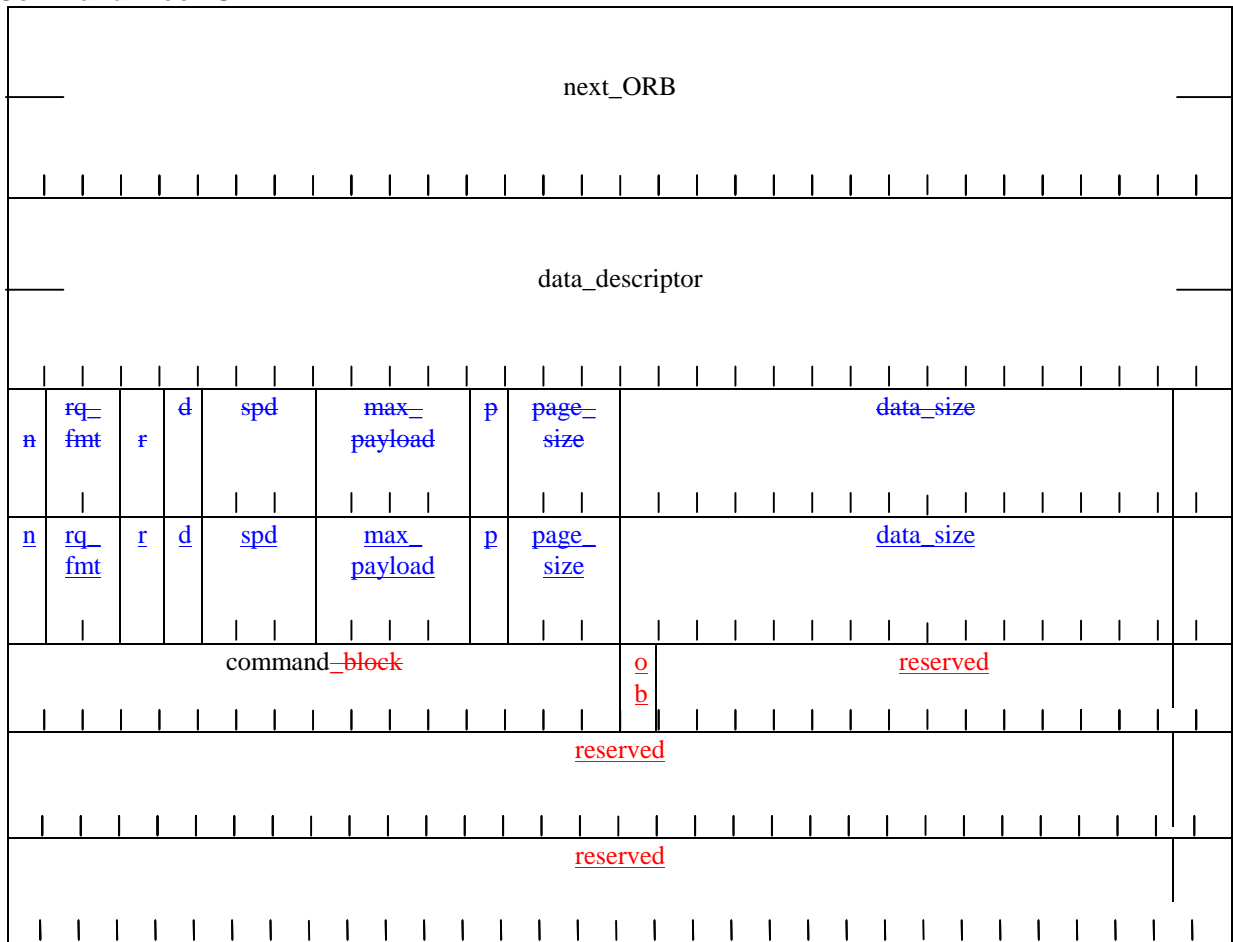 next_ORB
data_descriptor
rq_ d spd max_ p page_ data_size
n fmt r payload size
n rq_ r d spd max_ p page_ data_size
fmt payload size
command_block o reserved
b
reserved
reserved